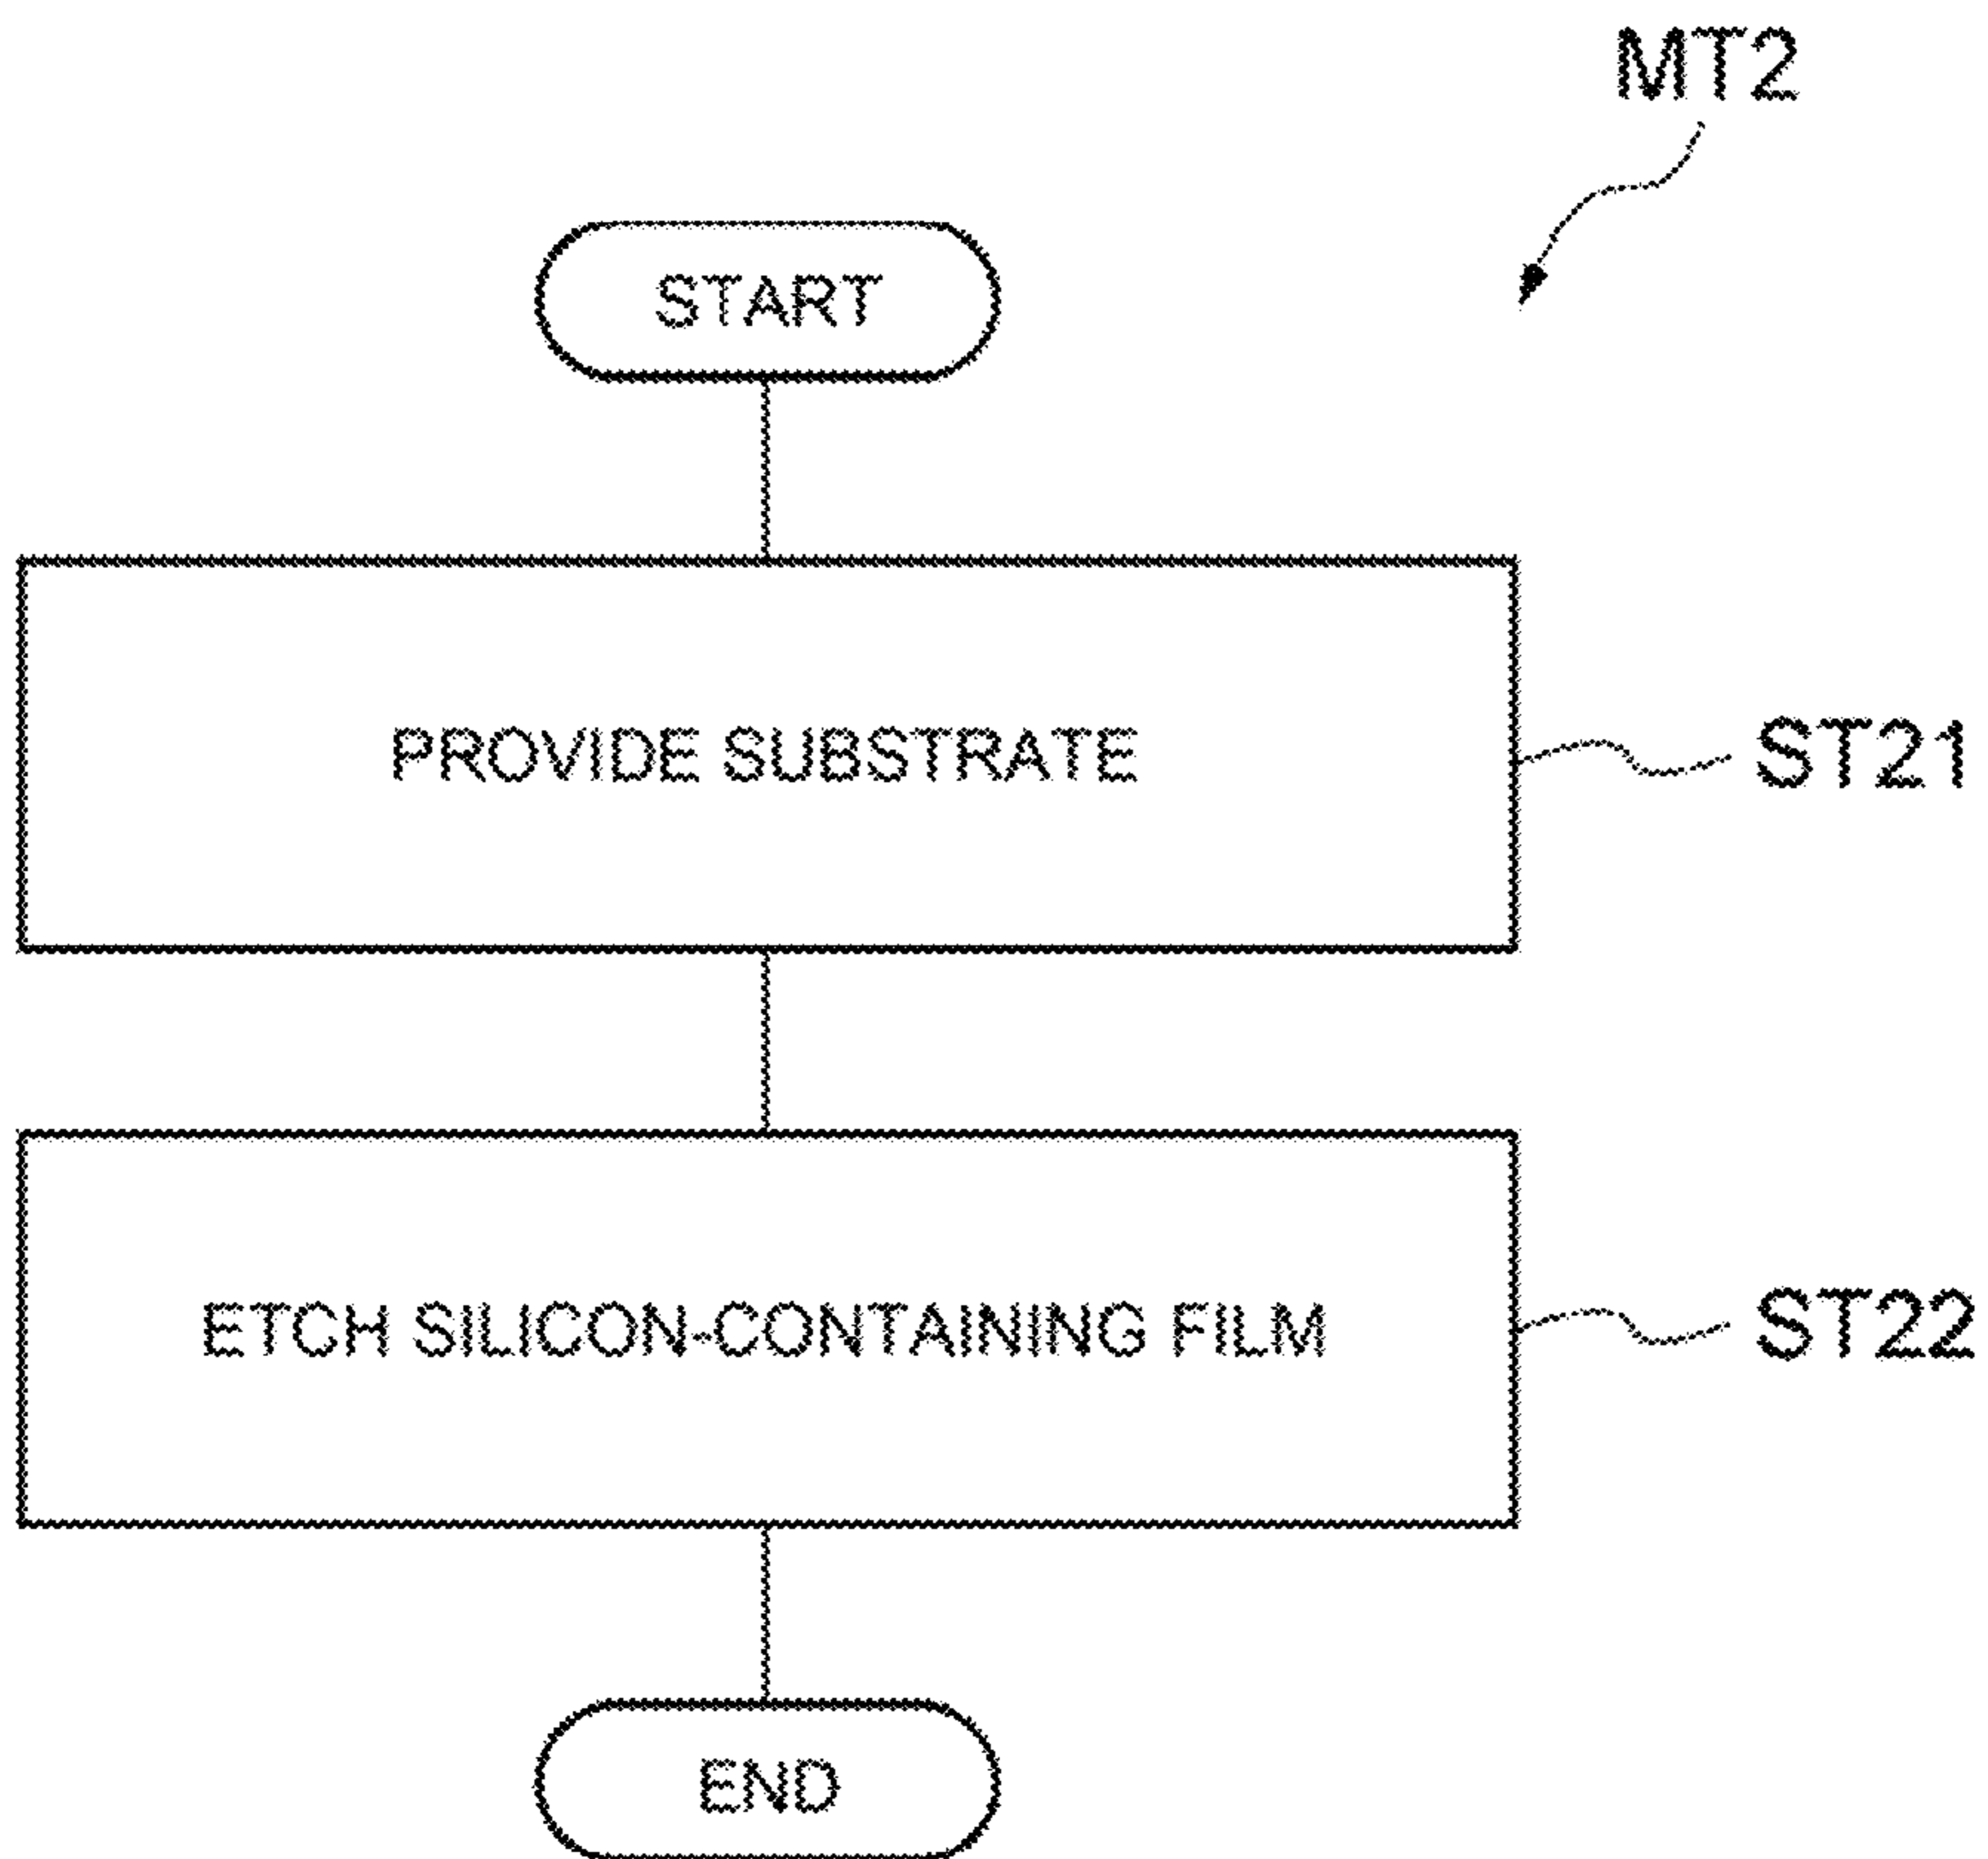 MT2
START
PROVIDE SUBSTRATE
ST21
ETCH SILICON-CONTAINING FILM
ST22
END